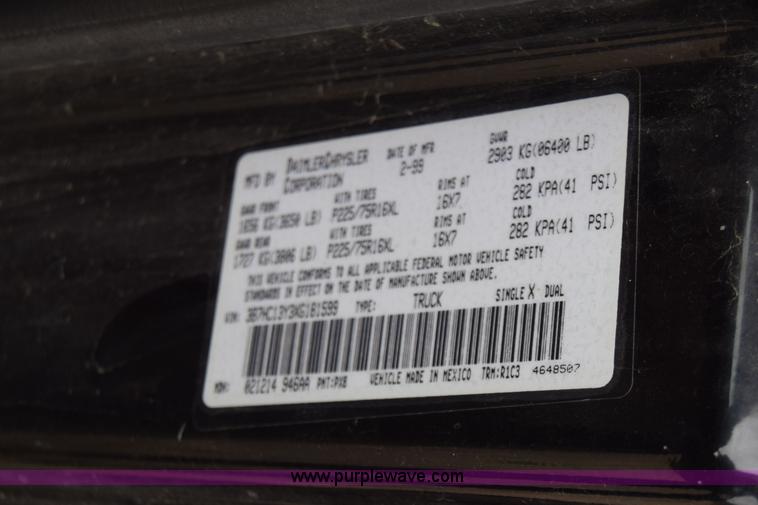 MFD BY DAIMLERCHRYSLER CORPORATION DATE OF MFR 2-99 GVWR 2903 KG(06400 LB)
GAWR FRONT WITH TIRES RIMS AT COLD
1656 KG(3650 LB) P225/75R16XL 16X7 282 KPA(41 PSI)
GAWR REAR WITH TIRES RIMS AT COLD
1727 KG(3806 LB) P225/75R16XL 16X7 282 KPA(41 PSI)
THIS VEHICLE CONFORMS TO ALL APPLICABLE FEDERAL MOTOR VEHICLE SAFETY
STANDARDS IN EFFECT ON THE DATE OF MANUFACTURE SHOWN ABOVE.
VIN: 3B7HC13Y3XG181599 TYPE: TRUCK SINGLE X DUAL
MDH: 021214 946AA PNT:PX8 VEHICLE MADE IN MEXICO TRM:R1C3 4648507
www.purplewave.com